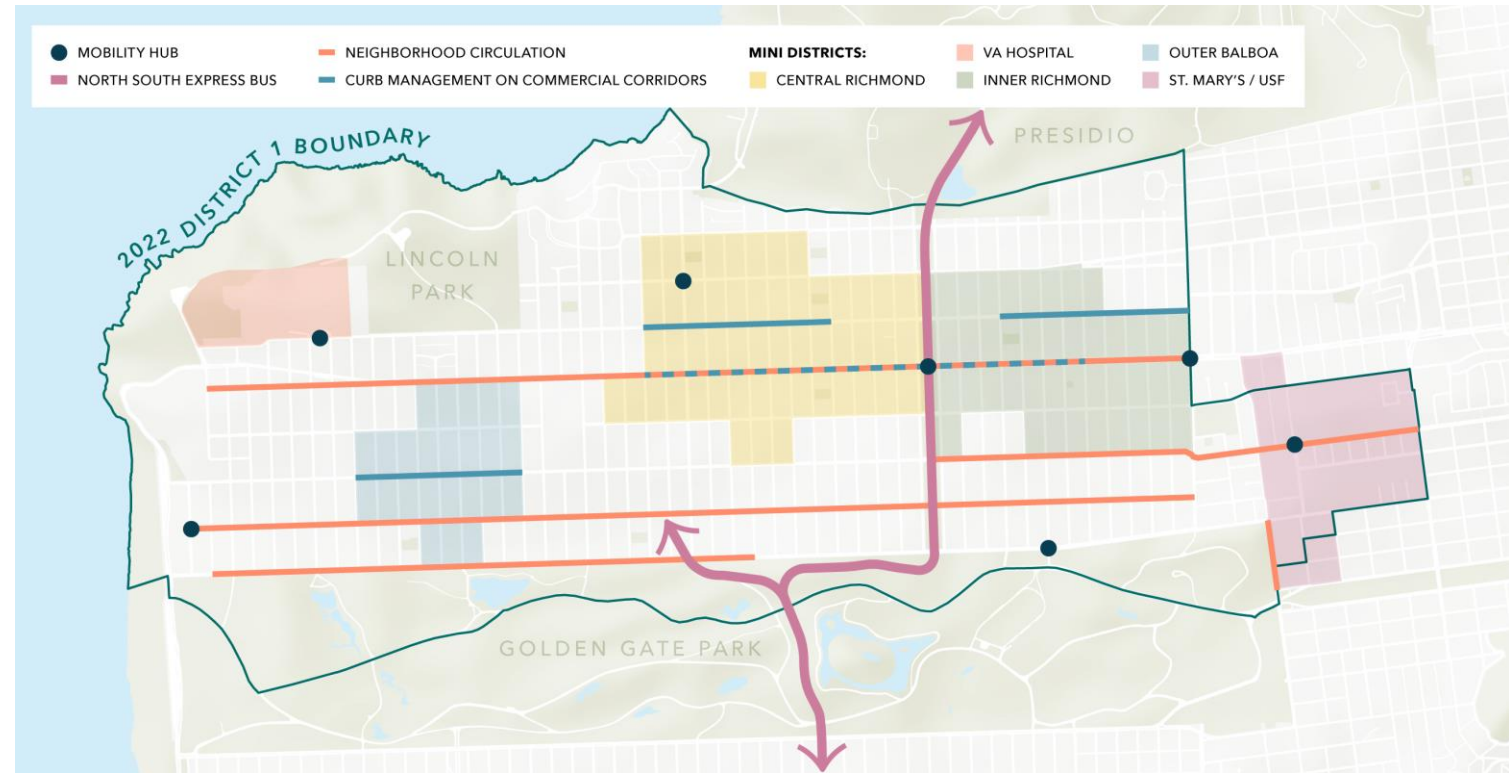 MOBILITY HUB
NORTH SOUTH EXPRESS BUS
NEIGHBORHOOD CIRCULATION
CURB MANAGEMENT ON COMMERCIAL CORRIDORS
MINI DISTRICTS:
CENTRAL RICHMOND
VA HOSPITAL
INNER RICHMOND
OUTER BALBOA
ST. MARY'S / USF
2022 DISTRICT 1 BOUNDARY
PRESIDIO
LINCOLN
PARK
GOLDEN GATE PARK